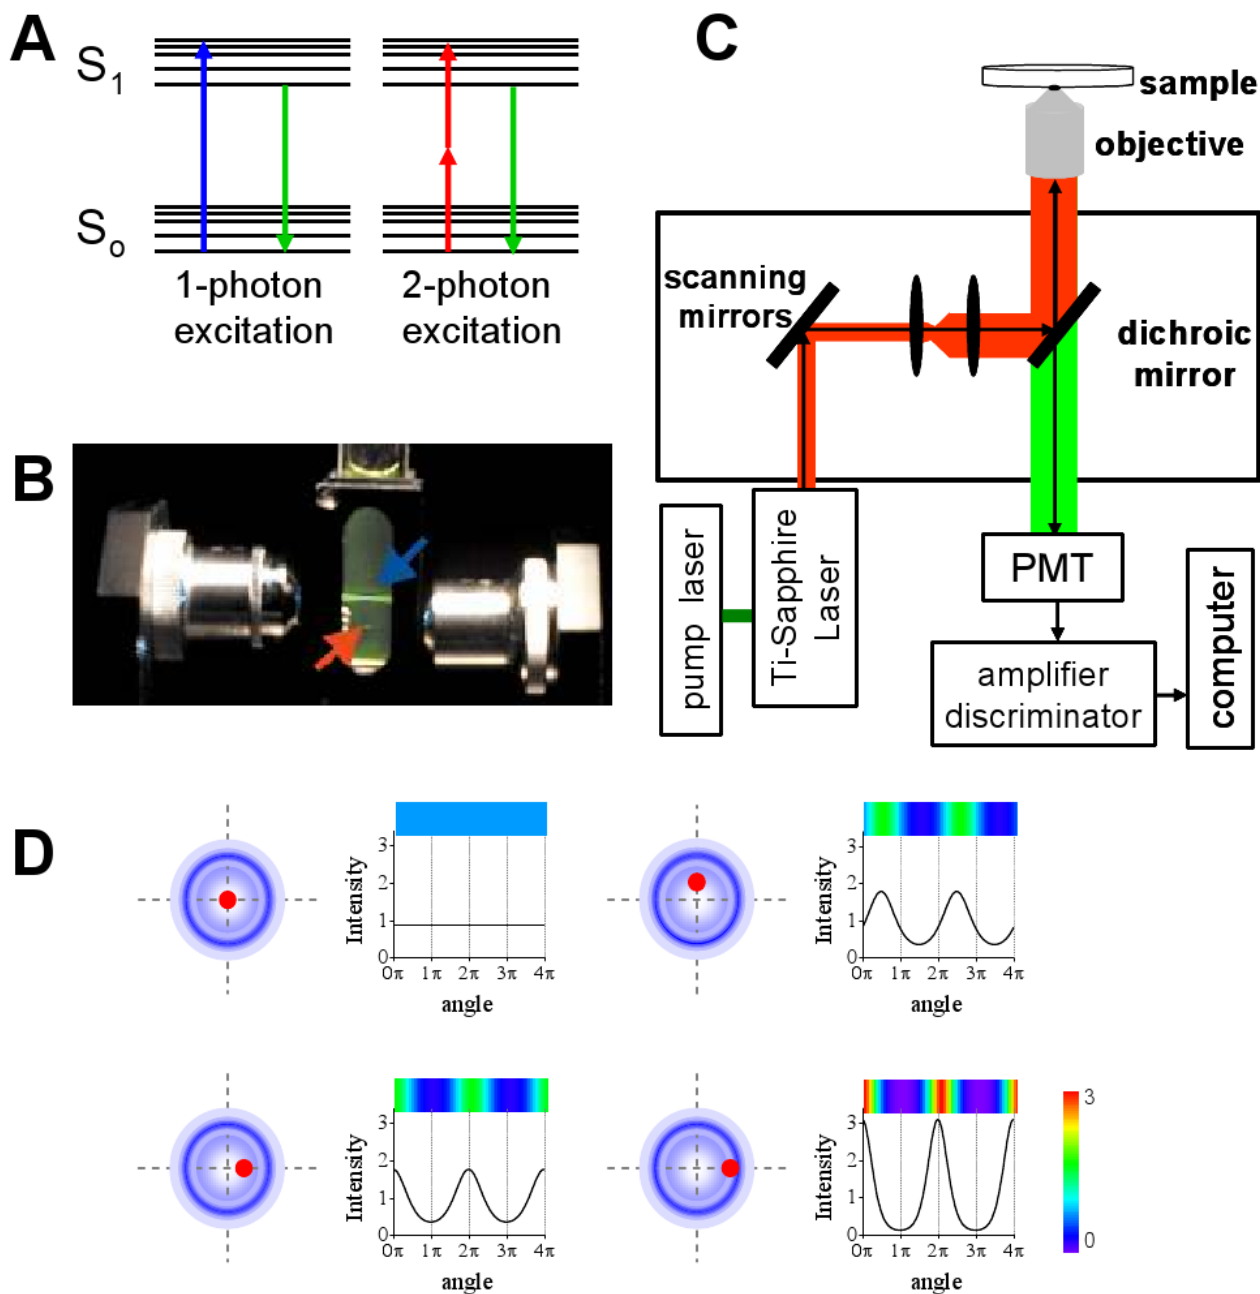 A
S1
So
1-photon
excitation
2-photon
excitation
B
C
sample
objective
scanning
mirrors
dichroic
mirror
pump laser
Ti-Sapphire
Laser
PMT
amplifier
discriminator
computer
D
Intensity
3
2
1
0
0π 1π 2π 3π 4π
angle
Intensity
3
2
1
0
0π 1π 2π 3π 4π
angle
Intensity
3
2
1
0
0π 1π 2π 3π 4π
angle
Intensity
3
2
1
0
0π 1π 2π 3π 4π
angle
3
0